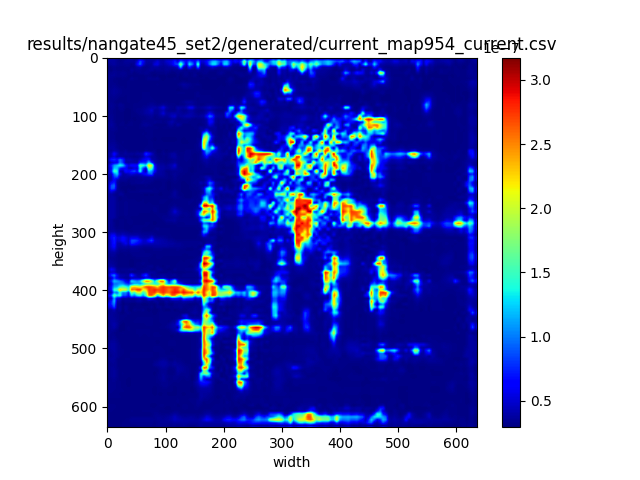 results/nangate45_set2/generated/current_map954_current.csv
1e−7
0
100
200
300
400
500
600
height
0 100 200 300 400 500 600
width
3.0
2.5
2.0
1.5
1.0
0.5